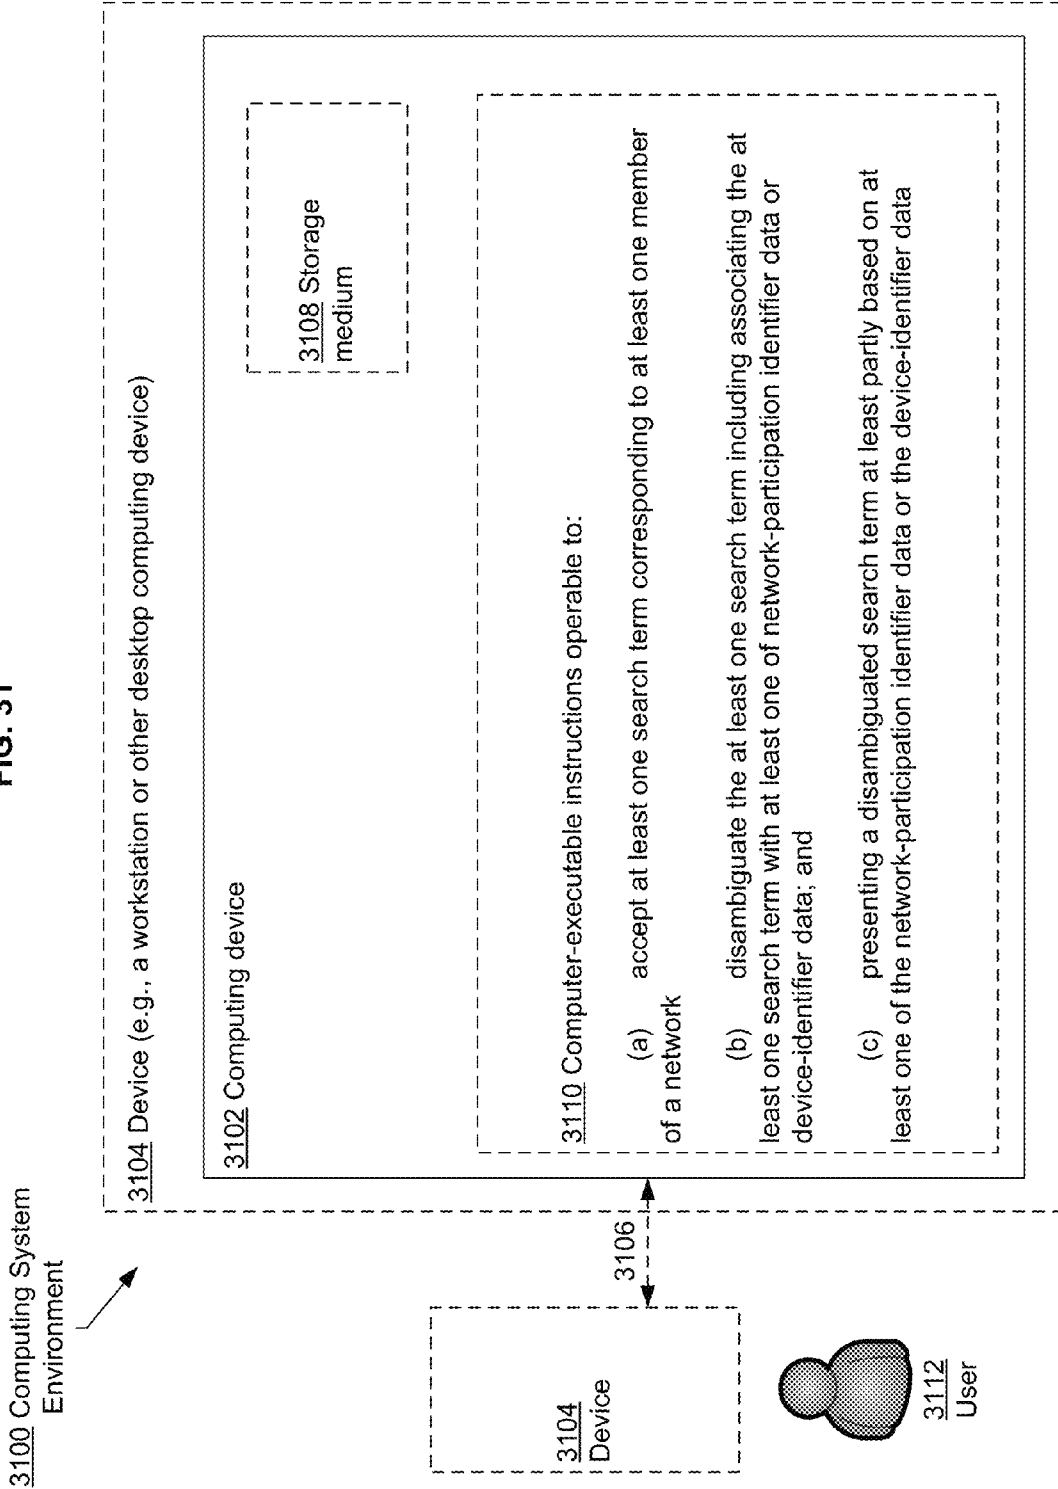 FIG. 31
3100 Computing System
Environment
3104 Device (e.g., a workstation or other desktop computing device)
3102 Computing device
3108 Storage
medium
3110 Computer-executable instructions operable to:
(a) accept at least one search term corresponding to at least one member
of a network
(b) disambiguate the at least one search term including associating the at
least one search term with at least one of network-participation identifier data or
device-identifier data; and
(c) presenting a disambiguated search term at least partly based on at
least one of the network-participation identifier data or the device-identifier data
3106
3104
Device
3112
User